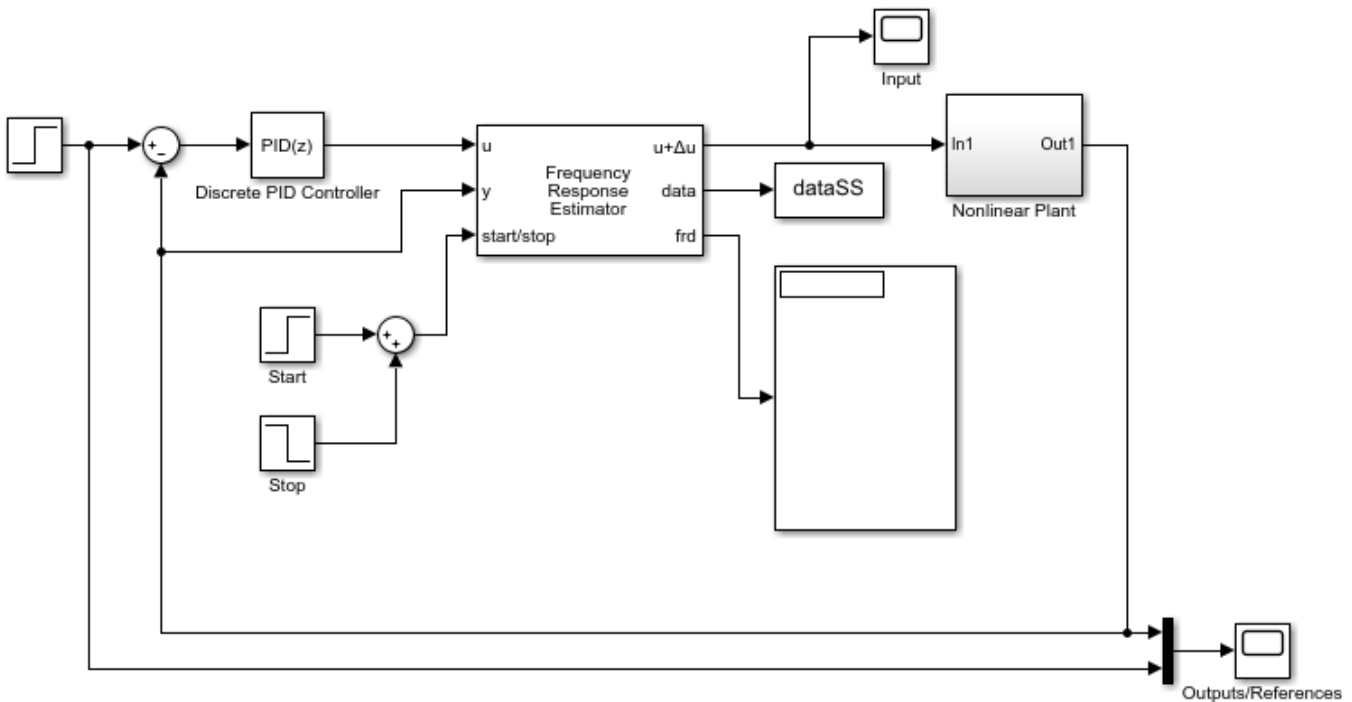 Input
PID(z)
Discrete PID Controller
u
y
start/stop
Frequency
Response
Estimator
u+Δu
data
frd
dataSS
In1
Out1
Nonlinear Plant
+
−
+
+
Start
Stop
Outputs/References